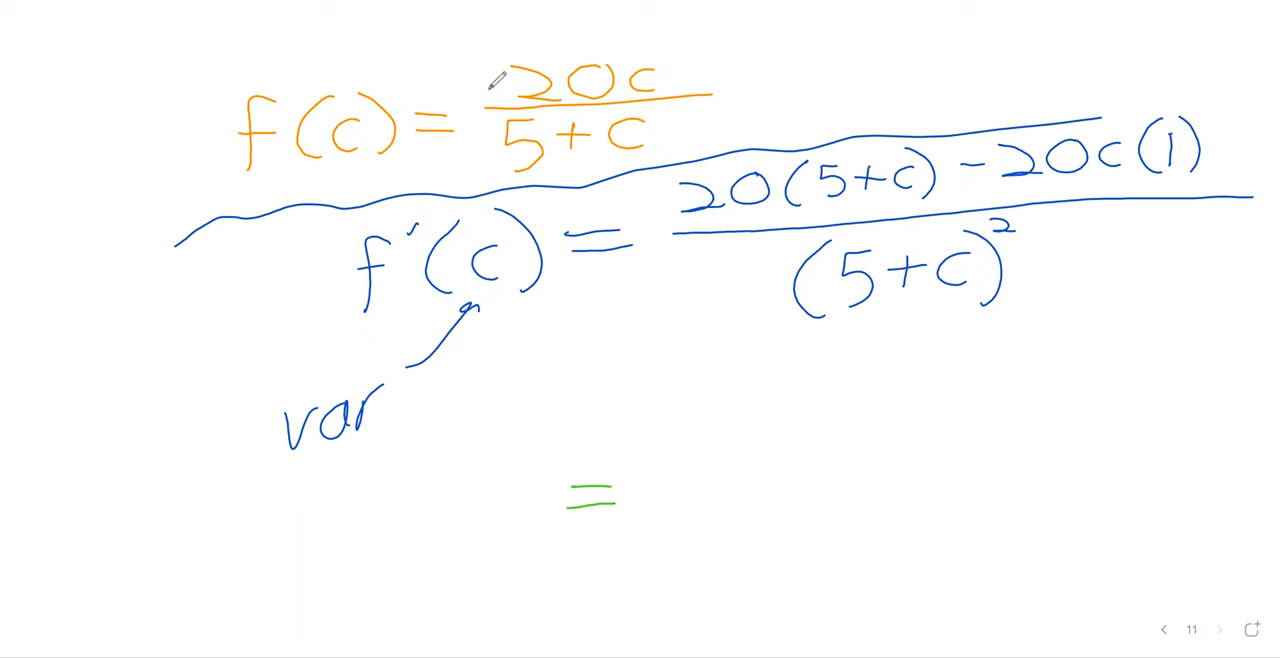 f(c) = 20c / 5+c
f'(c) = 20(5+c) - 20c(1) / (5+c)²
var
=
11